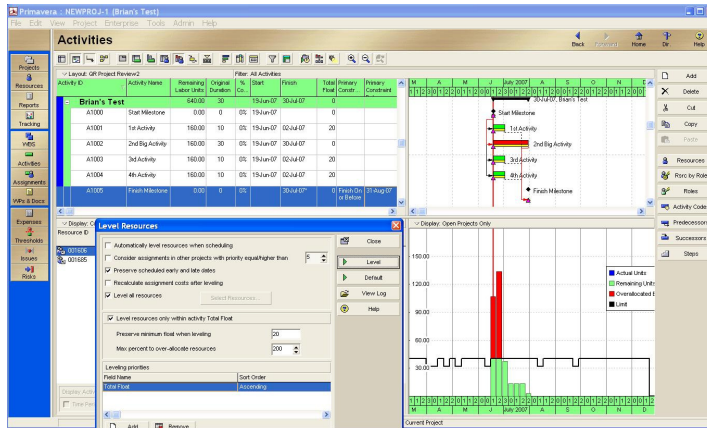 Primavera : NEWPROJ-1 (Brian's Test)
File Edit View Project Enterprise Tools Admin Help
Activities
Back Forward Home Dir. Help
Projects
Resources
Reports
Tracking
WBS
Activities
Assignments
WPs & Docs
Expenses
Thresholds
Issues
Risks
Layout: QR Project Review2 Filter: All Activities
Activity ID Activity Name Remaining Labor Units Original Duration % Co... Start Finish Total Float Primary Constr... Primary Constraint
Brian's Test 640.00 30 19-Jun-07 30-Jul-07 0
A1000 Start Milestone 0.00 0 0% 19-Jun-07 0
A1001 1st Activity 160.00 10 0% 19-Jun-07 02-Jul-07 20
A1002 2nd Big Activity 160.00 30 0% 19-Jun-07 30-Jul-07 0
A1003 3rd Activity 160.00 10 0% 19-Jun-07 02-Jul-07 20
A1004 4th Activity 160.00 10 0% 19-Jun-07 02-Jul-07 20
A1005 Finish Milestone 0.00 0 0% 30-Jul-07* 0 Finish On or Before 31-Aug-07
M A M J July 2007 A S O N D
30-Jul-07, Brian's Test
Start Milestone
1st Activity
2nd Big Activity
3rd Activity
4th Activity
Finish Milestone
Add
Delete
Cut
Copy
Paste
Resources
Rsrc by Role
Roles
Activity Codes
Predecessors
Successors
Steps
Resource ID
001606
001685
Level Resources
Automatically level resources when scheduling
Consider assignments in other projects with priority equal/higher than 5
Preserve scheduled early and late dates
Recalculate assignment costs after leveling
Level all resources Select Resources...
Level resources only within activity Total Float
Preserve minimum float when leveling 20
Max percent to over-allocate resources 200
Leveling priorities
Field Name Sort Order
Total Float Ascending
Add Remove
Close
Level
Default
View Log
Help
Display: Open Projects Only
150.00
90.00
30.00
Actual Units
Remaining Units
Overallocated
Limit
M A M J July 2007 A S O N D
Current Project